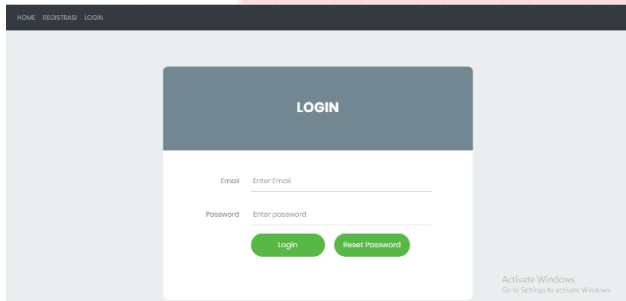 HOME REGISTRASI LOGIN
LOGIN
Email Enter Email
Password Enter password
Login Reset Password
Activate Windows
Go to Settings to activate Windows.